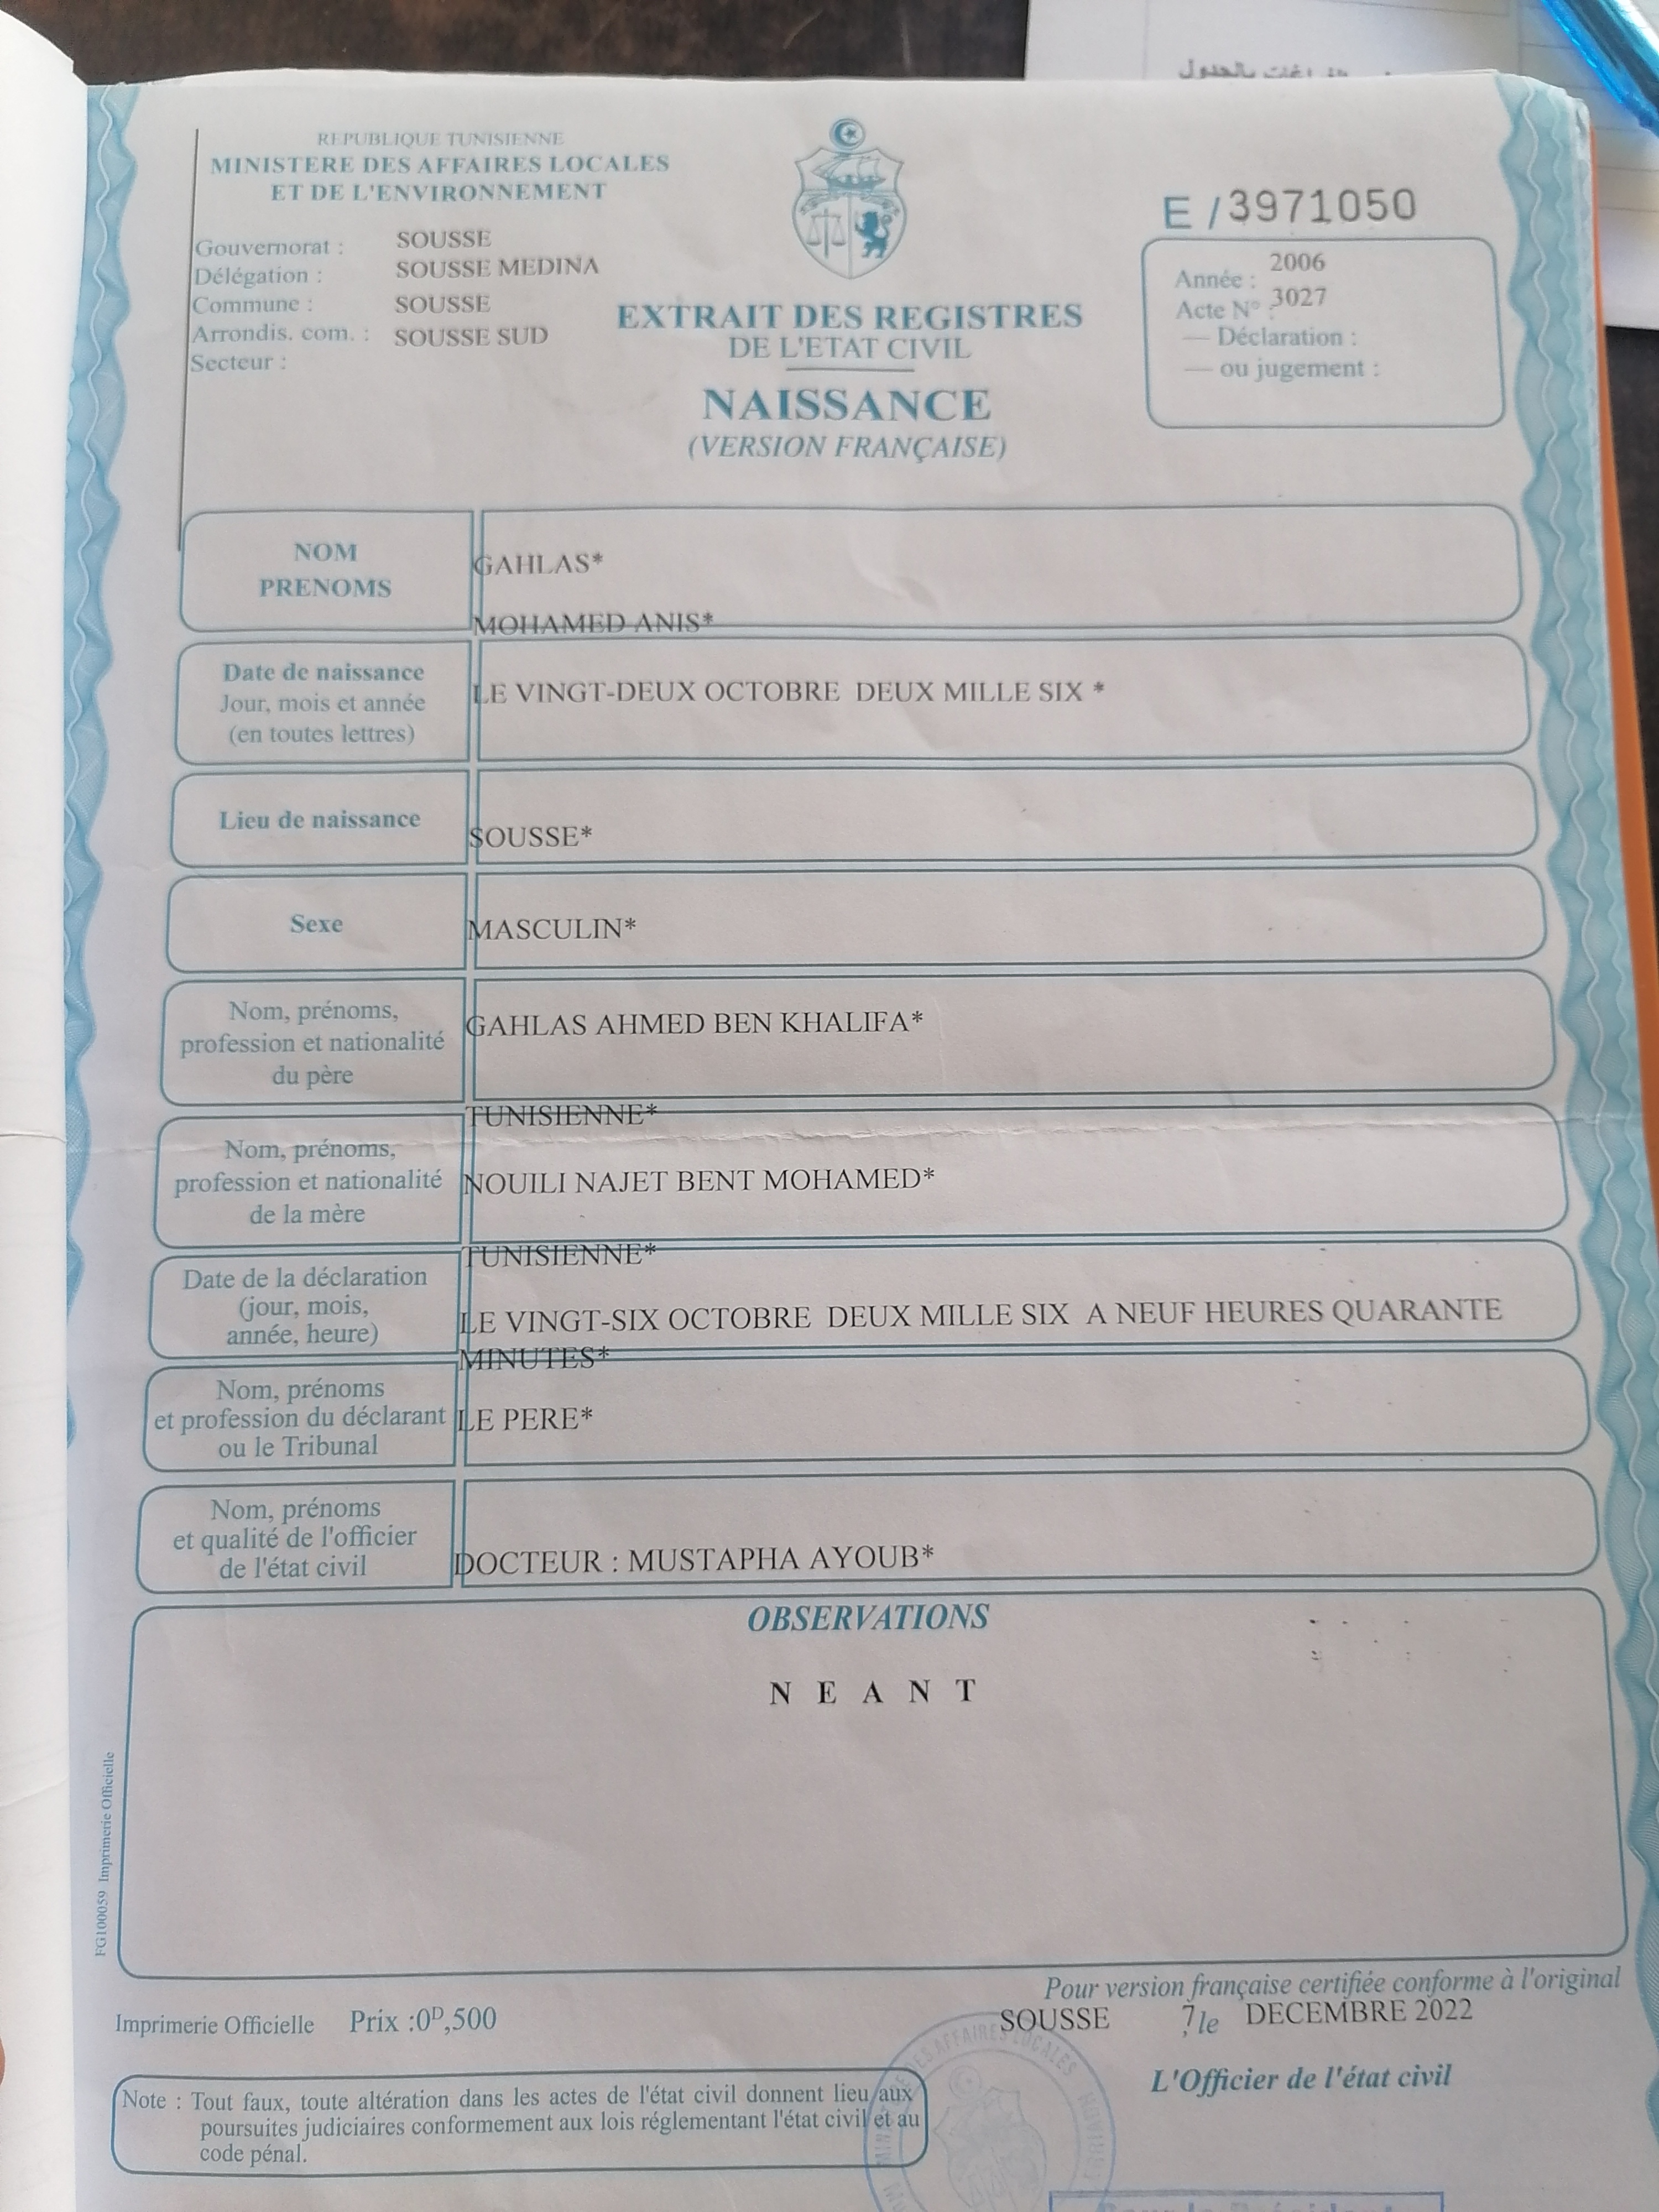 REPUBLIQUE TUNISIENNE
MINISTERE DES AFFAIRES LOCALES
ET DE L'ENVIRONNEMENT
Gouvernorat : SOUSSE
Délégation : SOUSSE MEDINA
Commune : SOUSSE
Arrondis. com. : SOUSSE SUD
Secteur :
EXTRAIT DES REGISTRES
DE L'ETAT CIVIL
NAISSANCE
(VERSION FRANÇAISE)
E / 3971050
Année : 2006
Acte N° : 3027
— Déclaration :
— ou jugement :
NOM
PRENOMS
GAHLAS*
MOHAMED ANIS*
Date de naissance
Jour, mois et année
(en toutes lettres)
LE VINGT-DEUX OCTOBRE DEUX MILLE SIX *
Lieu de naissance
SOUSSE*
Sexe
MASCULIN*
Nom, prénoms,
profession et nationalité
du père
GAHLAS AHMED BEN KHALIFA*
TUNISIENNE*
Nom, prénoms,
profession et nationalité
de la mère
NOUILI NAJET BENT MOHAMED*
TUNISIENNE*
Date de la déclaration
(jour, mois,
année, heure)
LE VINGT-SIX OCTOBRE DEUX MILLE SIX A NEUF HEURES QUARANTE
MINUTES*
Nom, prénoms
et profession du déclarant
ou le Tribunal
LE PERE*
Nom, prénoms
et qualité de l'officier
de l'état civil
DOCTEUR : MUSTAPHA AYOUB*
OBSERVATIONS
N E A N T
FG100059 Imprimerie Officielle
Pour version française certifiée conforme à l'original
SOUSSE 7, le DECEMBRE 2022
Imprimerie Officielle Prix :0ᴰ,500
L'Officier de l'état civil
Note : Tout faux, toute altération dans les actes de l'état civil donnent lieu aux
poursuites judiciaires conformement aux lois réglementant l'état civil et au
code pénal.
DES AFFAIRES LOCALES